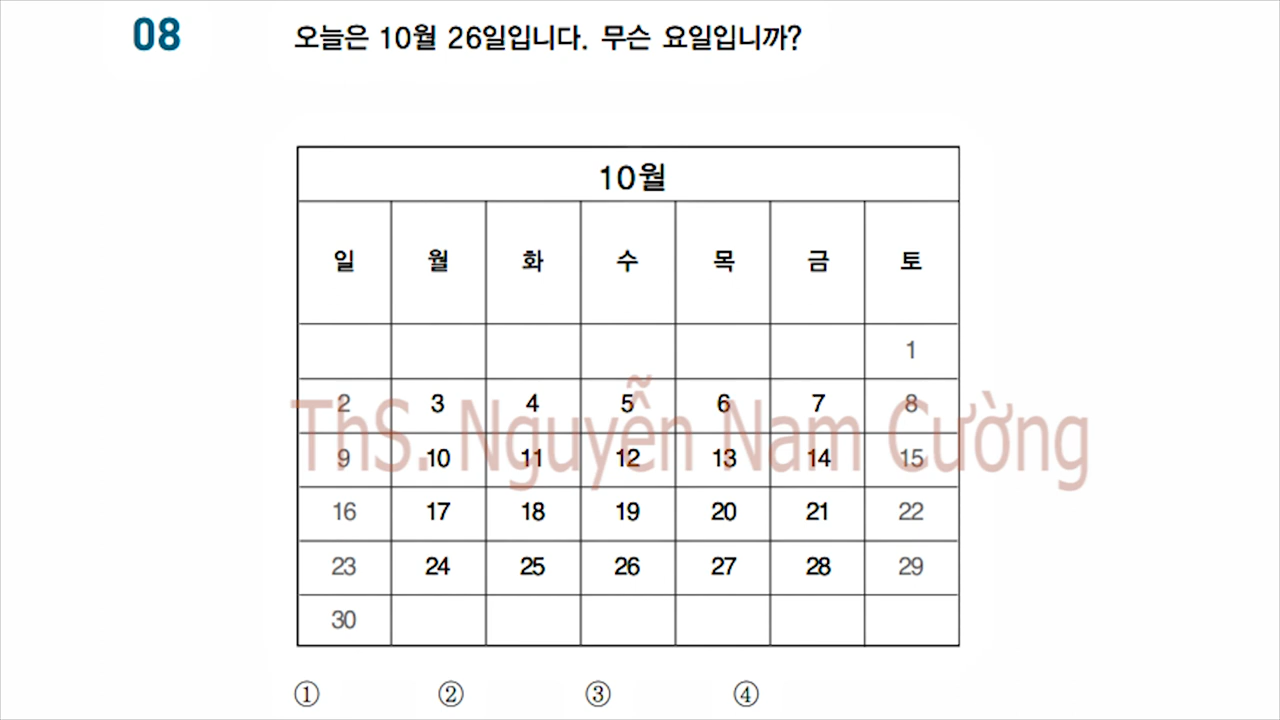 08 오늘은 10월 26일입니다. 무슨 요일입니까?
10월
일 월 화 수 목 금 토
1
2 3 4 5 6 7 8
ThS. Nguyễn Nam Cường
9 10 11 12 13 14 15
16 17 18 19 20 21 22
23 24 25 26 27 28 29
30
① ② ③ ④